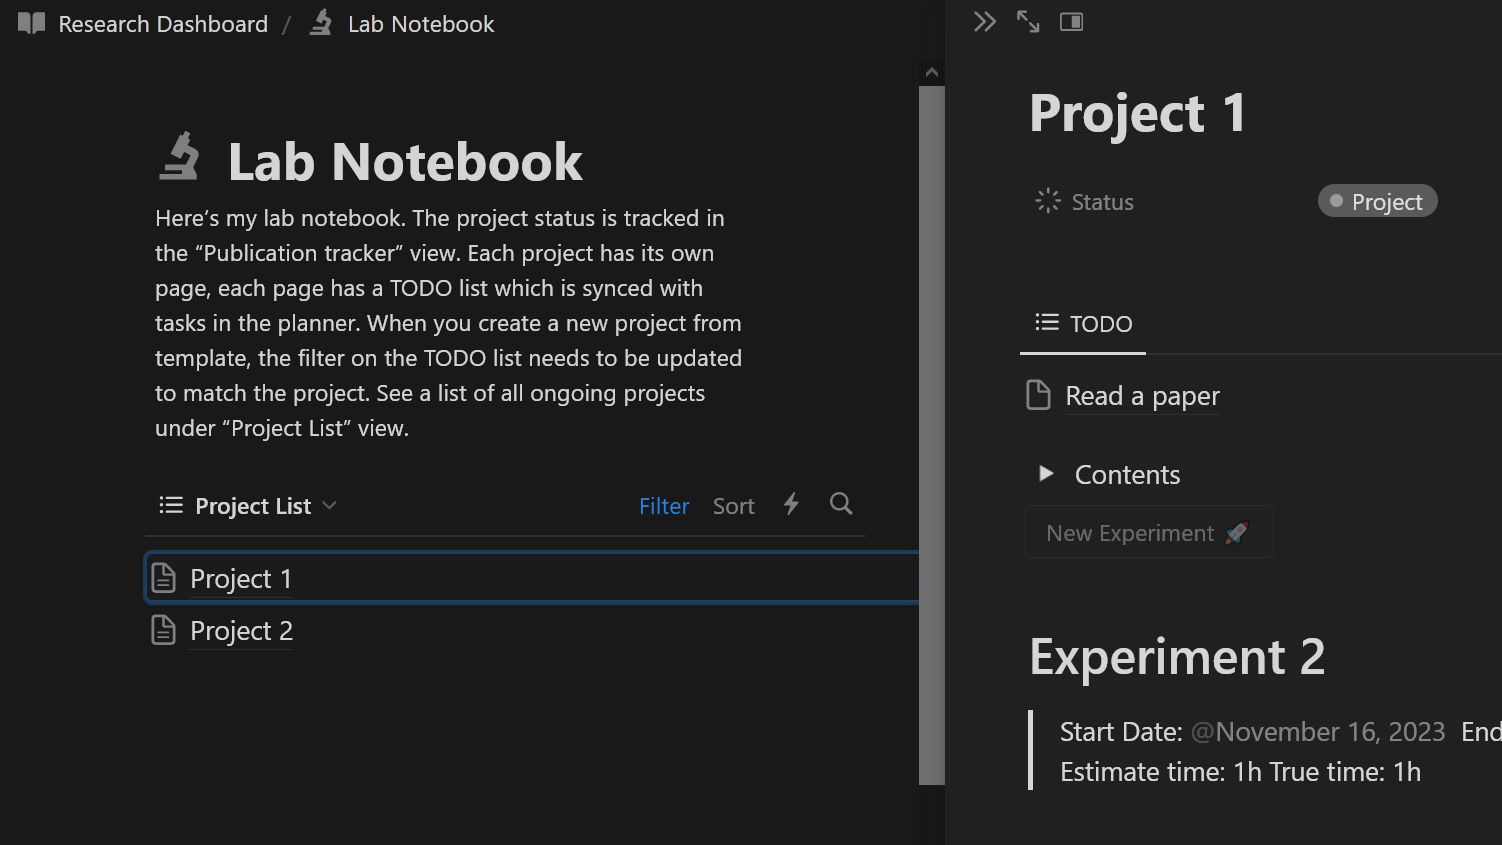 Research Dashboard / Lab Notebook
Lab Notebook
Here’s my lab notebook. The project status is tracked in
the “Publication tracker” view. Each project has its own
page, each page has a TODO list which is synced with
tasks in the planner. When you create a new project from
template, the filter on the TODO list needs to be updated
to match the project. See a list of all ongoing projects
under “Project List” view.
Project List Filter Sort
Project 1
Project 2
Project 1
Status Project
TODO
Read a paper
Contents
New Experiment 🚀
Experiment 2
Start Date: @November 16, 2023 End
Estimate time: 1h True time: 1h